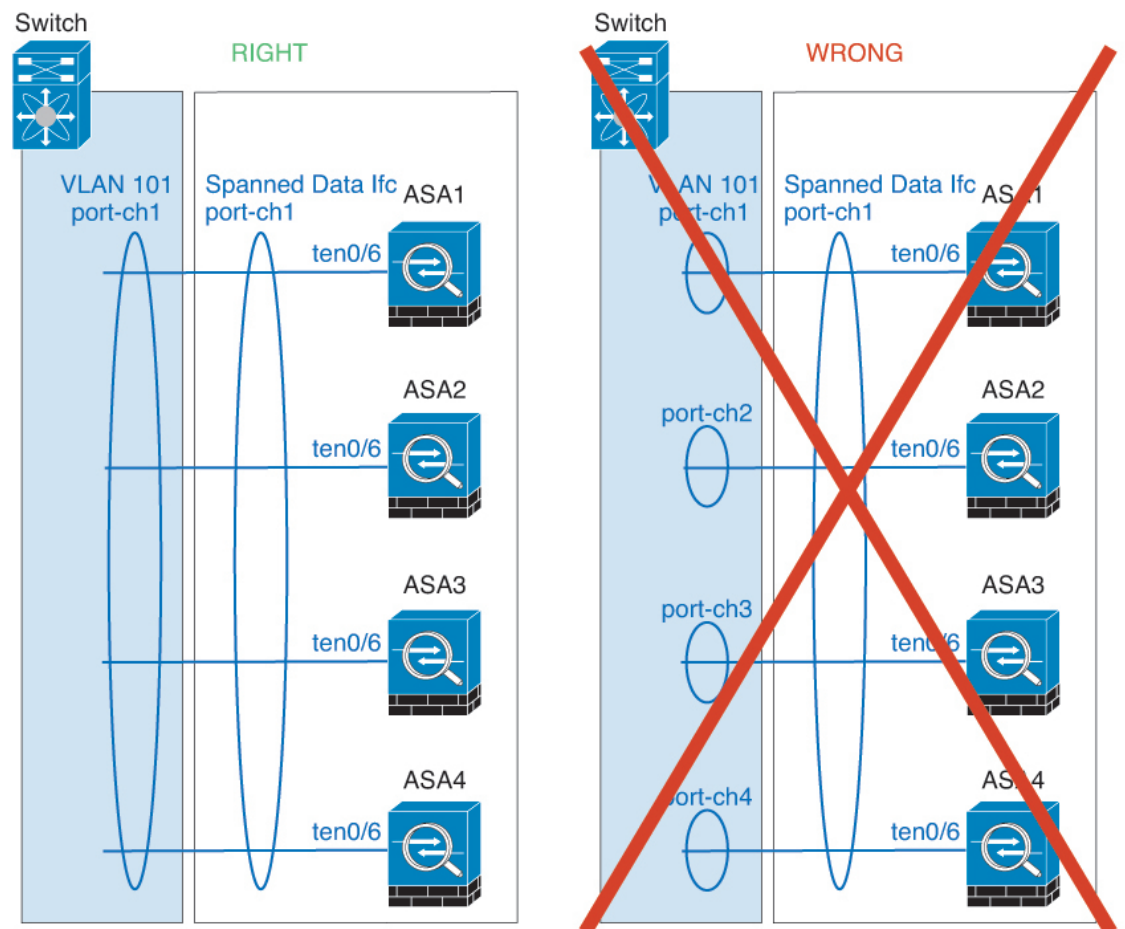 Switch
RIGHT
VLAN 101
port-ch1
Spanned Data Ifc
port-ch1
ASA1
ten0/6
ASA2
ten0/6
ASA3
ten0/6
ASA4
ten0/6
Switch
WRONG
VLAN 101
port-ch1
Spanned Data Ifc
port-ch1
ASA1
ten0/6
port-ch2
ASA2
ten0/6
port-ch3
ASA3
ten0/6
port-ch4
ASA4
ten0/6